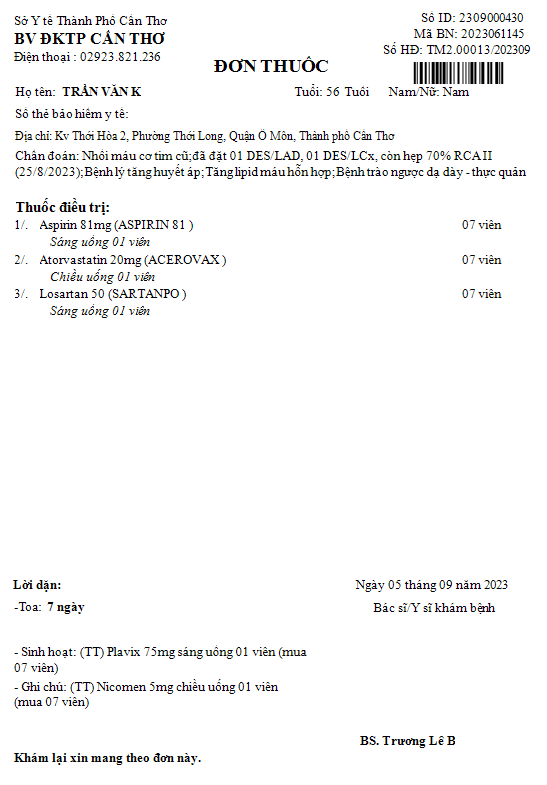 Sở Y tế Thành Phố Cần Thơ
BV ĐKTP CẦN THƠ
Điện thoại : 02923.821.236
Số ID: 2309000430
Mã BN: 2023061145
Số HĐ: TM2.00013/202309
ĐƠN THUỐC
Họ tên: TRẦN VĂN K Tuổi: 56 Tuổi Nam/Nữ: Nam
Số thẻ bảo hiểm y tế:
Địa chỉ: Kv Thới Hòa 2, Phường Thới Long, Quận Ô Môn, Thành phố Cần Thơ
Chẩn đoán: Nhồi máu cơ tim cũ;đã đặt 01 DES/LAD, 01 DES/LCx, còn hẹp 70% RCA II
(25/8/2023);Bệnh lý tăng huyết áp;Tăng lipid máu hỗn hợp;Bệnh trào ngược dạ dày - thực quản
Thuốc điều trị:
1/. Aspirin 81mg (ASPIRIN 81 ) 07 viên
Sáng uống 01 viên
2/. Atorvastatin 20mg (ACEROVAX ) 07 viên
Chiều uống 01 viên
3/. Losartan 50 (SARTANPO ) 07 viên
Sáng uống 01 viên
Lời dặn:
-Toa: 7 ngày
Ngày 05 tháng 09 năm 2023
Bác sĩ/Y sĩ khám bệnh
- Sinh hoạt: (TT) Plavix 75mg sáng uống 01 viên (mua
07 viên)
- Ghi chú: (TT) Nicomen 5mg chiều uống 01 viên
(mua 07 viên)
BS. Trương Lê B
Khám lại xin mang theo đơn này.